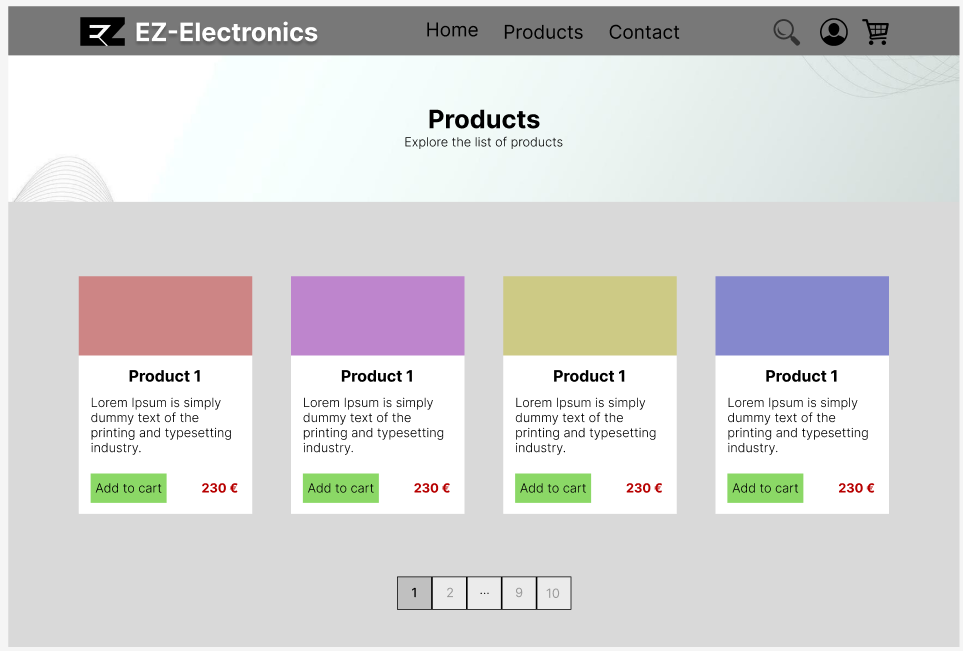 EZ EZ-Electronics Home Products Contact
Products
Explore the list of products
Product 1
Lorem Ipsum is simply
dummy text of the
printing and typesetting
industry.
Add to cart 230 €
Product 1
Lorem Ipsum is simply
dummy text of the
printing and typesetting
industry.
Add to cart 230 €
Product 1
Lorem Ipsum is simply
dummy text of the
printing and typesetting
industry.
Add to cart 230 €
Product 1
Lorem Ipsum is simply
dummy text of the
printing and typesetting
industry.
Add to cart 230 €
1 2 ... 9 10